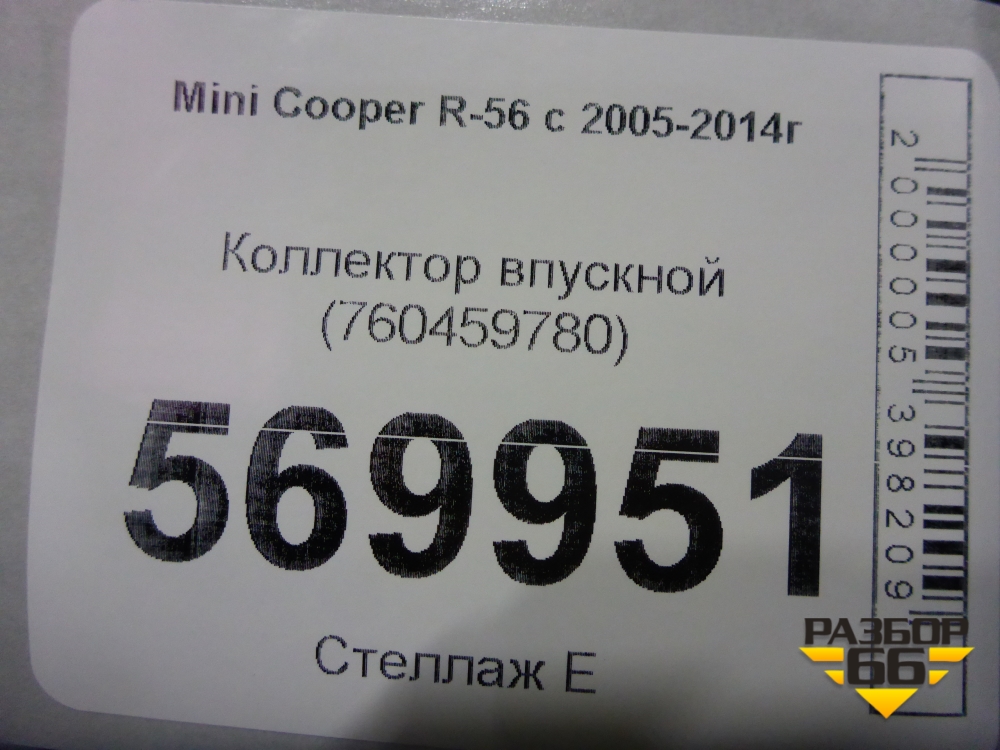 Mini Cooper R-56 с 2005-2014г
Коллектор впускной
(760459780)
569951
Стеллаж Е
2000005398209
РАЗБОР
66